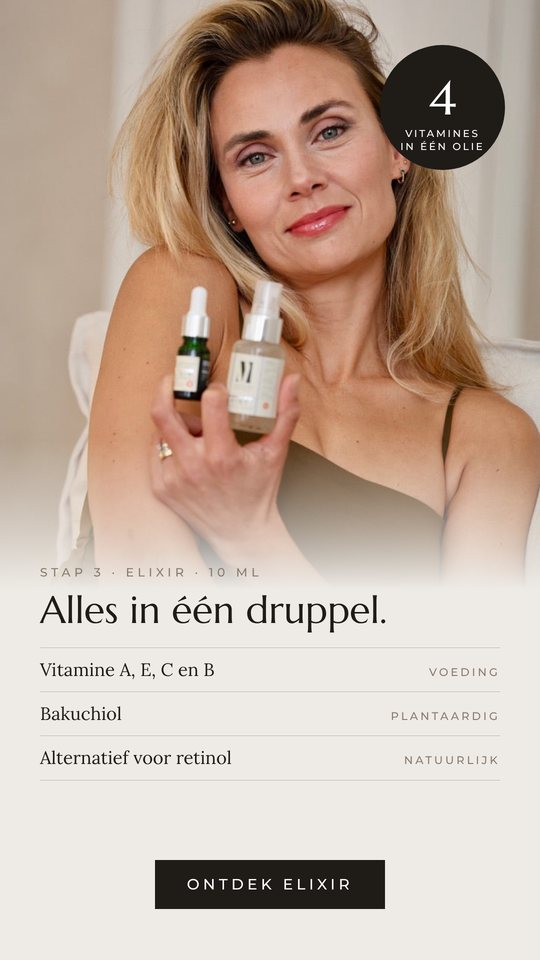 4
VITAMINES
IN ÉÉN OLIE
M
STAP 3 · ELIXIR · 10 ML
Alles in één druppel.
Vitamine A, E, C en B
VOEDING
Bakuchiol
PLANTAARDIG
Alternatief voor retinol
NATUURLIJK
ONTDEK ELIXIR